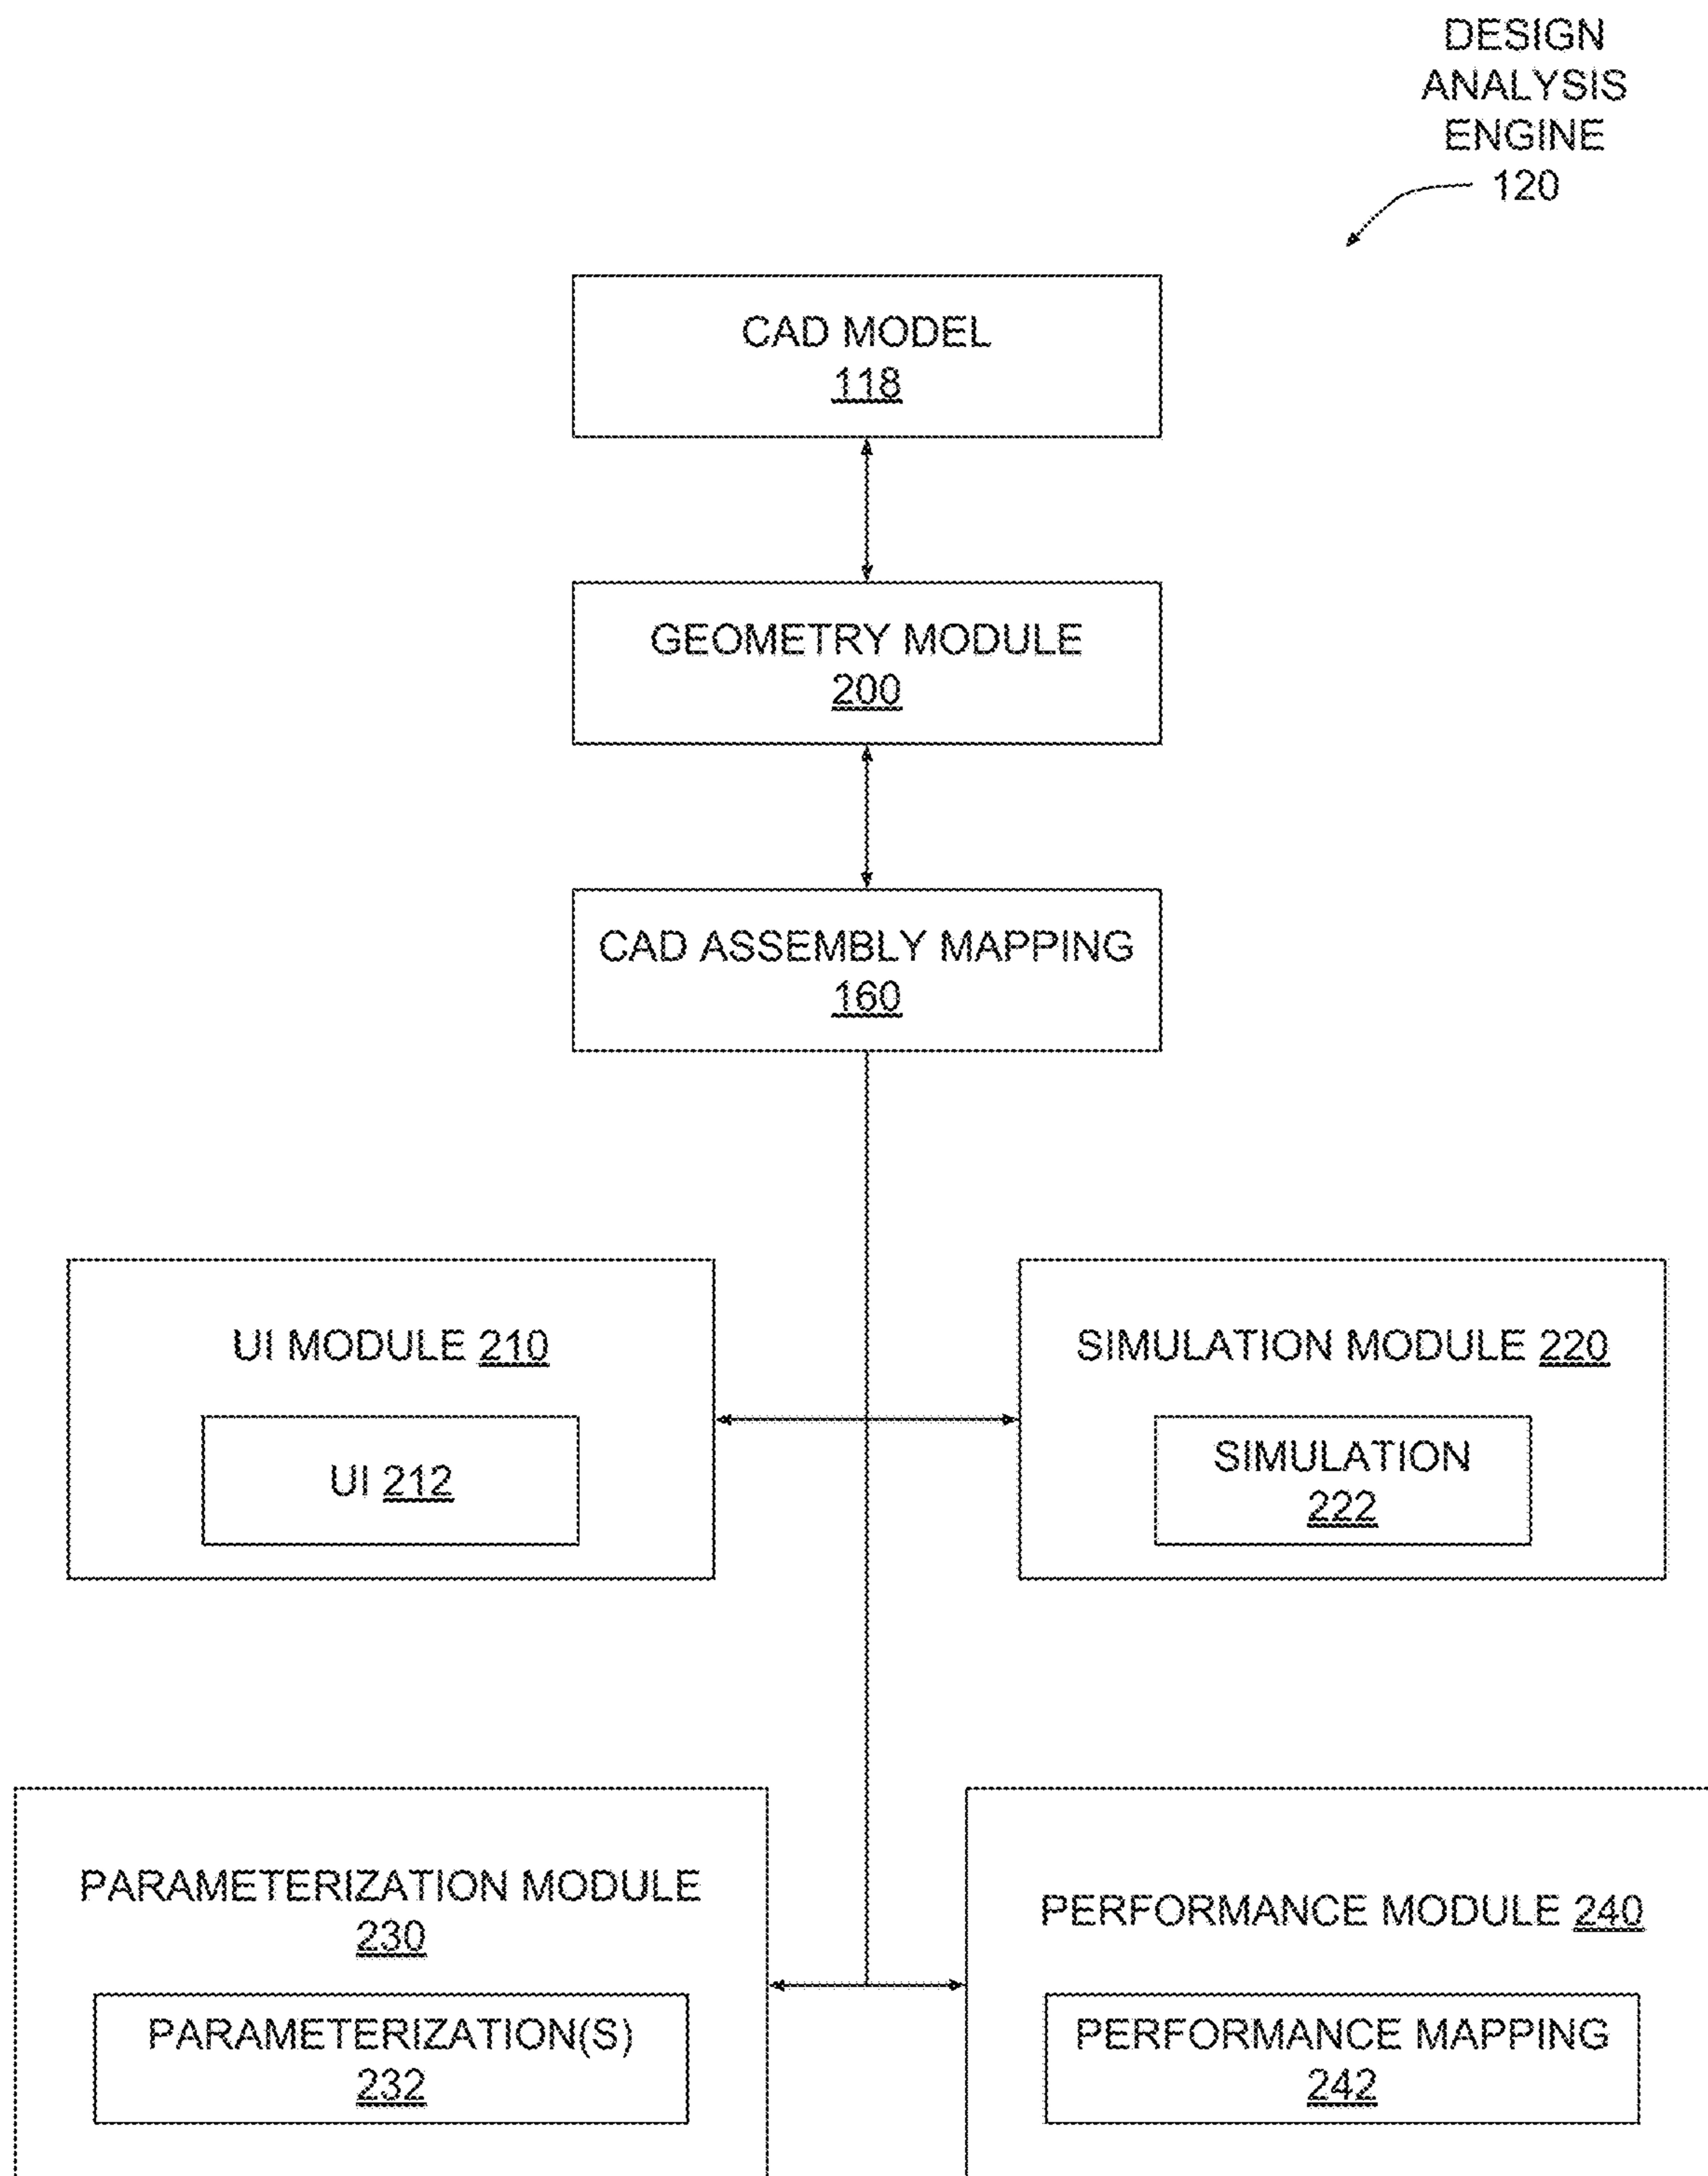 DESIGN
ANALYSIS
ENGINE
120
CAD MODEL
118
GEOMETRY MODULE
200
CAD ASSEMBLY MAPPING
160
UI MODULE 210
UI 212
SIMULATION MODULE 220
SIMULATION
222
PARAMETERIZATION MODULE
230
PARAMETERIZATION(S)
232
PERFORMANCE MODULE 240
PERFORMANCE MAPPING
242